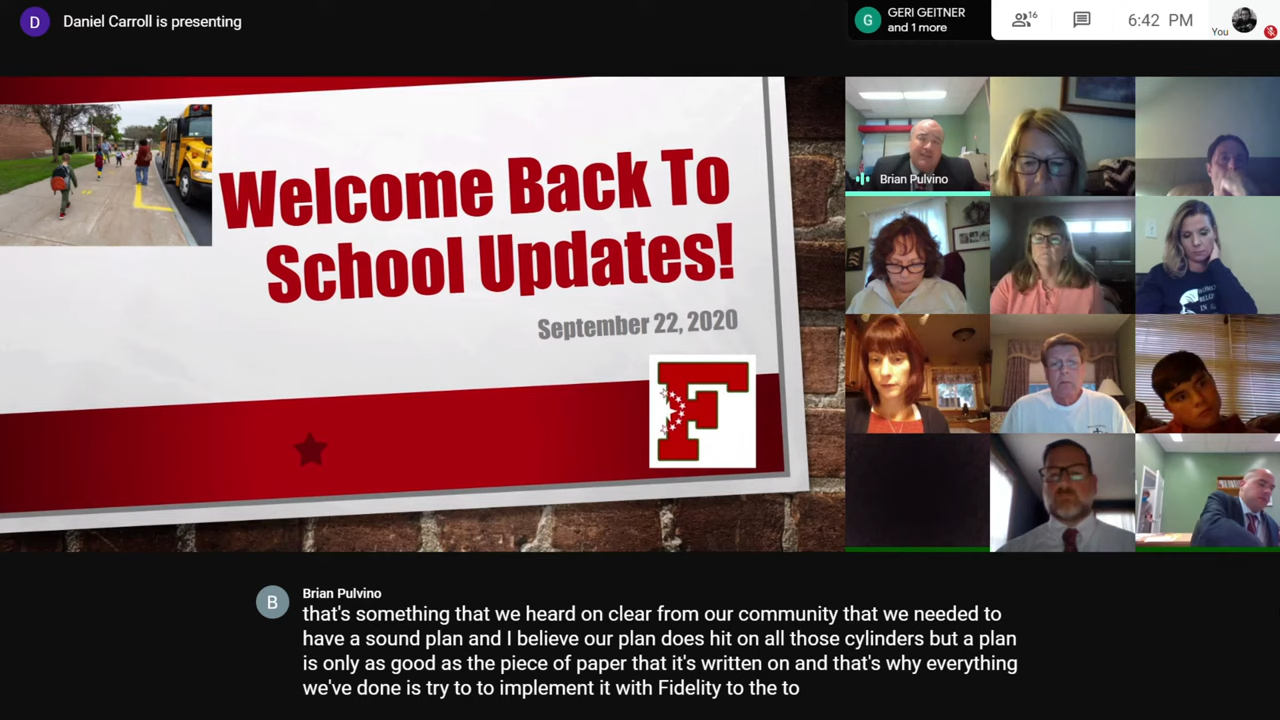 D
Daniel Carroll is presenting
G
GERI GEITNER
and 1 more
16
6:42 PM
You
Welcome Back To
School Updates!
September 22, 2020
F
Brian Pulvino
B
Brian Pulvino
that's something that we heard on clear from our community that we needed to
have a sound plan and I believe our plan does hit on all those cylinders but a plan
is only as good as the piece of paper that it's written on and that's why everything
we've done is try to to implement it with Fidelity to the to